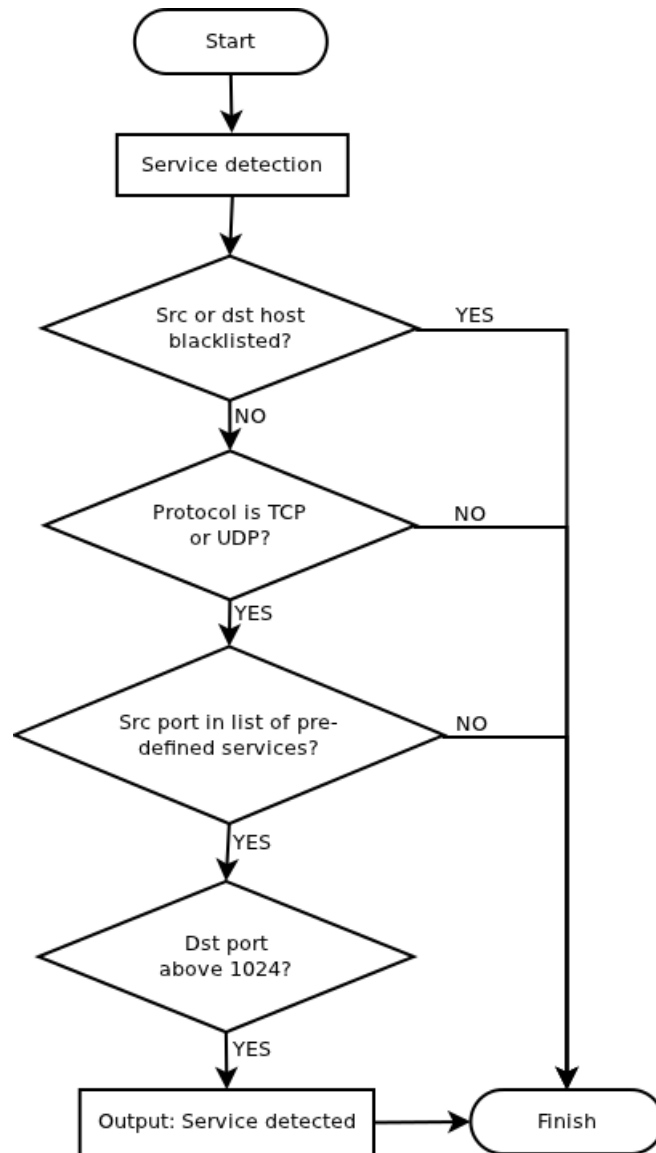 Start
Service detection
Src or dst host
blacklisted?
YES
NO
Protocol is TCP
or UDP?
NO
YES
Src port in list of pre-
defined services?
NO
YES
Dst port
above 1024?
YES
Output: Service detected
Finish